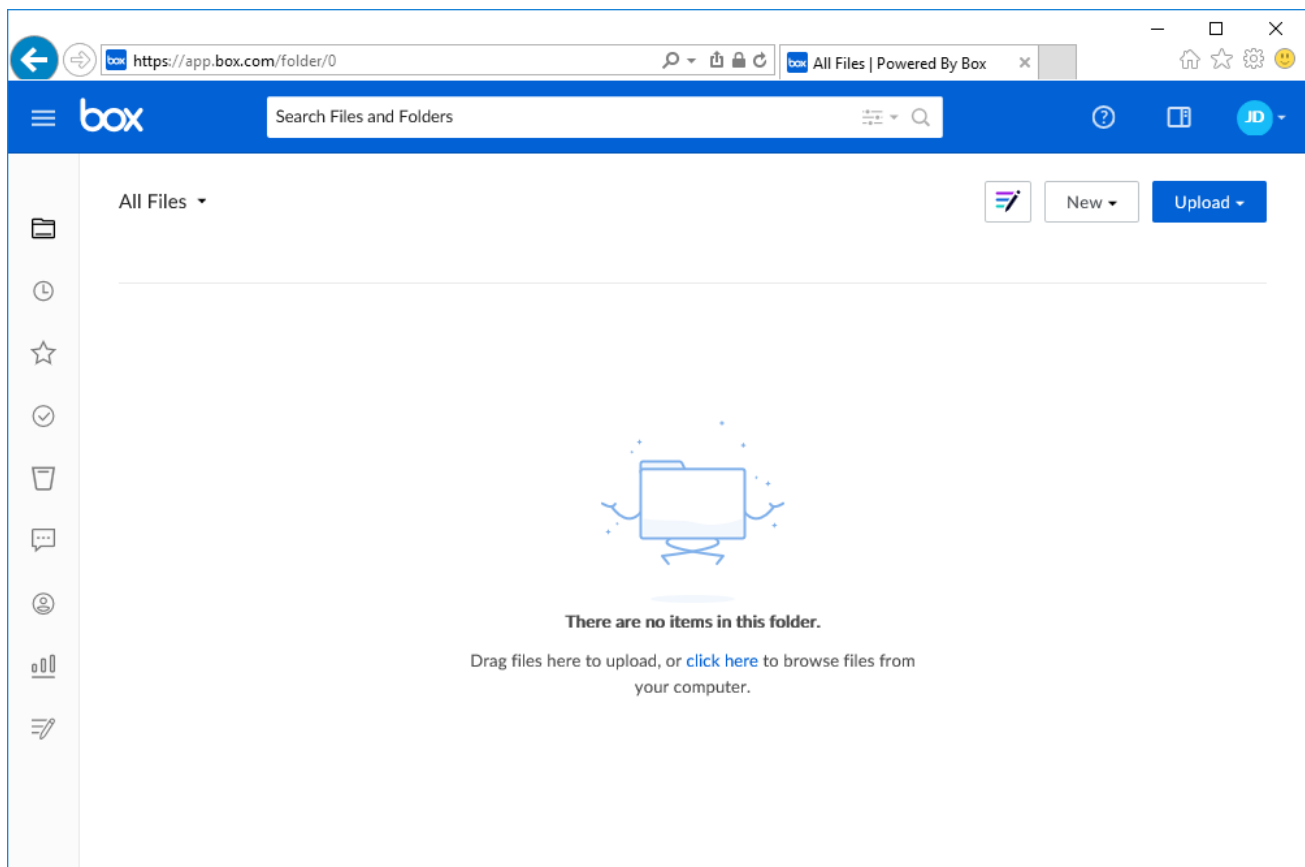 box https://app.box.com/folder/0
box All Files | Powered By Box
box
Search Files and Folders
JD
All Files
New
Upload
There are no items in this folder.
Drag files here to upload, or click here to browse files from
your computer.